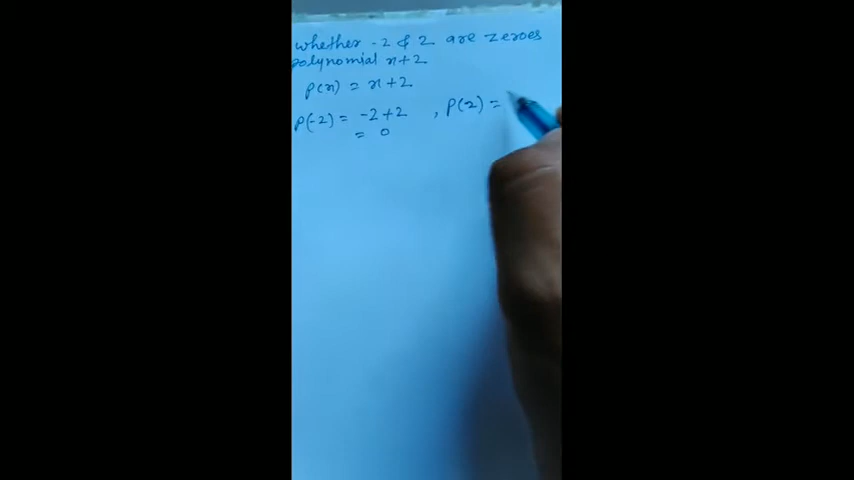 whether -2 & 2 are zeroes
polynomial x+2
p(x) = x+2
p(-2) = -2+2 , p(2) =
= 0